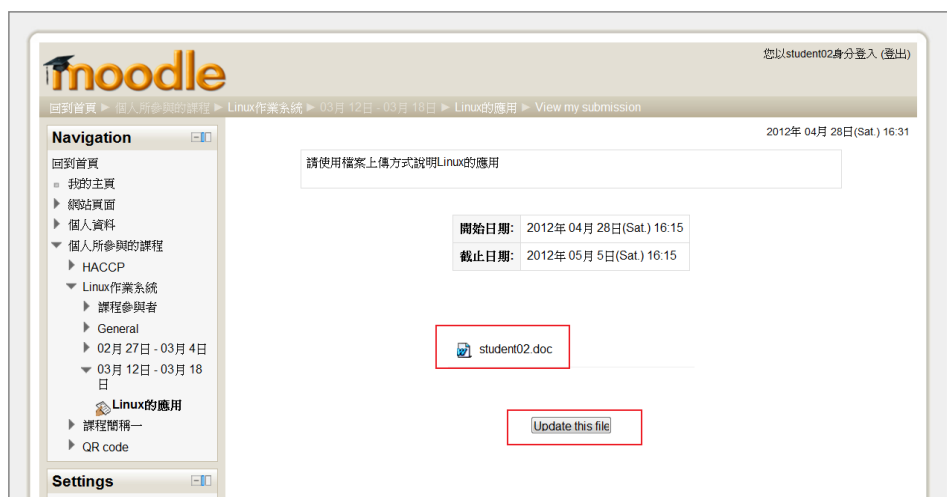 moodle
您以student02身分登入 (登出)
回到首頁 ► 個人所參與的課程 ► Linux作業系統 ► 03月 12日 - 03月 18日 ► Linux的應用 ► View my submission
2012年 04月 28日(Sat.) 16:31
Navigation
回到首頁
我的主頁
網站頁面
個人資料
個人所參與的課程
HACCP
Linux作業系統
課程參與者
General
02月 27日 - 03月 4日
03月 12日 - 03月 18
日
Linux的應用
課程簡稱一
QR code
Settings
請使用檔案上傳方式說明Linux的應用
開始日期: 2012年 04月 28日(Sat.) 16:15
截止日期: 2012年 05月 5日(Sat.) 16:15
student02.doc
Update this file